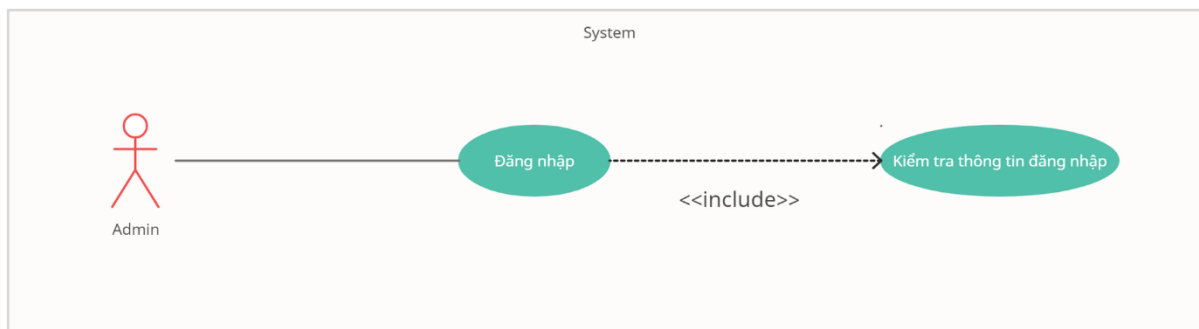 System
Đăng nhập
Kiểm tra thông tin đăng nhập
<<include>>
Admin